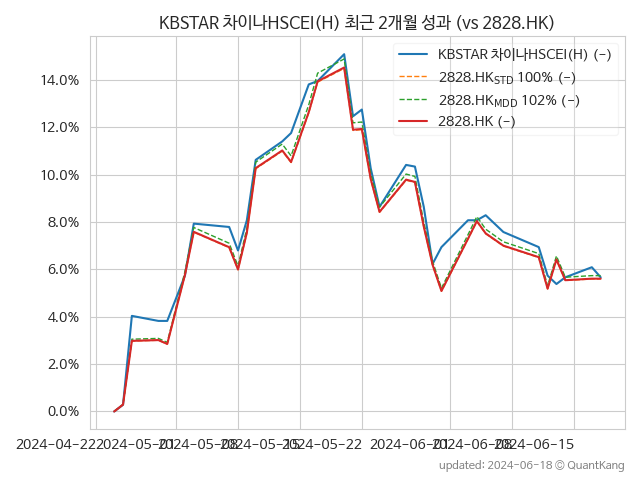 KBSTAR 차이나HSCEI(H) 최근 2개월 성과 (vs 2828.HK)
KBSTAR 차이나HSCEI(H) (-)
2828.HKSTD 100% (-)
2828.HKMDD 102% (-)
2828.HK (-)
14.0%
12.0%
10.0%
8.0%
6.0%
4.0%
2.0%
0.0%
2024-04-22 2024-05-01 2024-05-08 2024-05-15 2024-05-22 2024-06-01 2024-06-08 2024-06-15
updated: 2024-06-18 © QuantKang